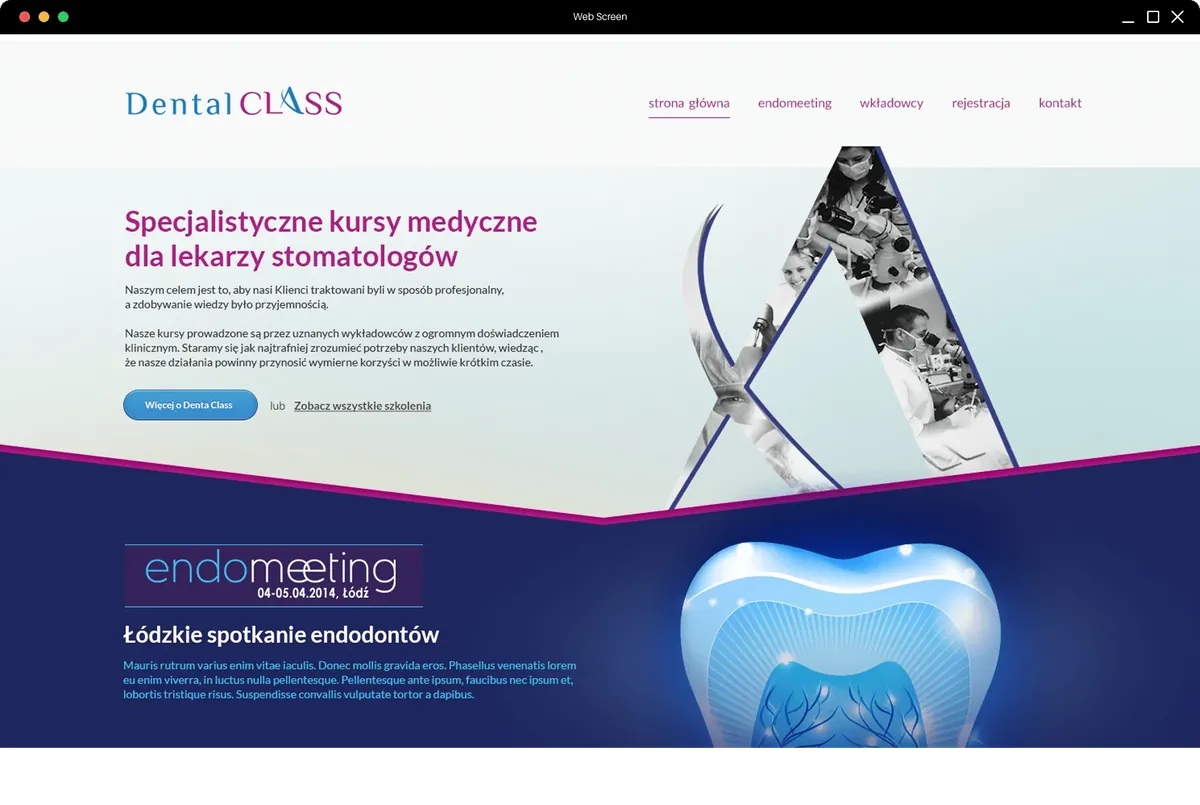 Web Screen
Dental CLASS
strona główna endomeeting wkładowcy rejestracja kontakt
Specjalistyczne kursy medyczne
dla lekarzy stomatologów
Naszym celem jest to, aby nasi Klienci traktowani byli w sposób profesjonalny,
a zdobywanie wiedzy było przyjemnością.
Nasze kursy prowadzone są przez uznanych wykładowców z ogromnym doświadczeniem
klinicznym. Staramy się jak najtrafniej zrozumieć potrzeby naszych klientów, wiedząc ,
że nasze działania powinny przynosić wymierne korzyści w możliwie krótkim czasie.
Więcej o Denta Class lub Zobacz wszystkie szkolenia
endomeeting
04-05.04.2014, Łódź
Łódzkie spotkanie endodontów
Mauris rutrum varius enim vitae iaculis. Donec mollis gravida eros. Phasellus venenatis lorem
eu enim viverra, in luctus nulla pellentesque. Pellentesque ante ipsum, faucibus nec ipsum et,
lobortis tristique risus. Suspendisse convallis vulputate tortor a dapibus.